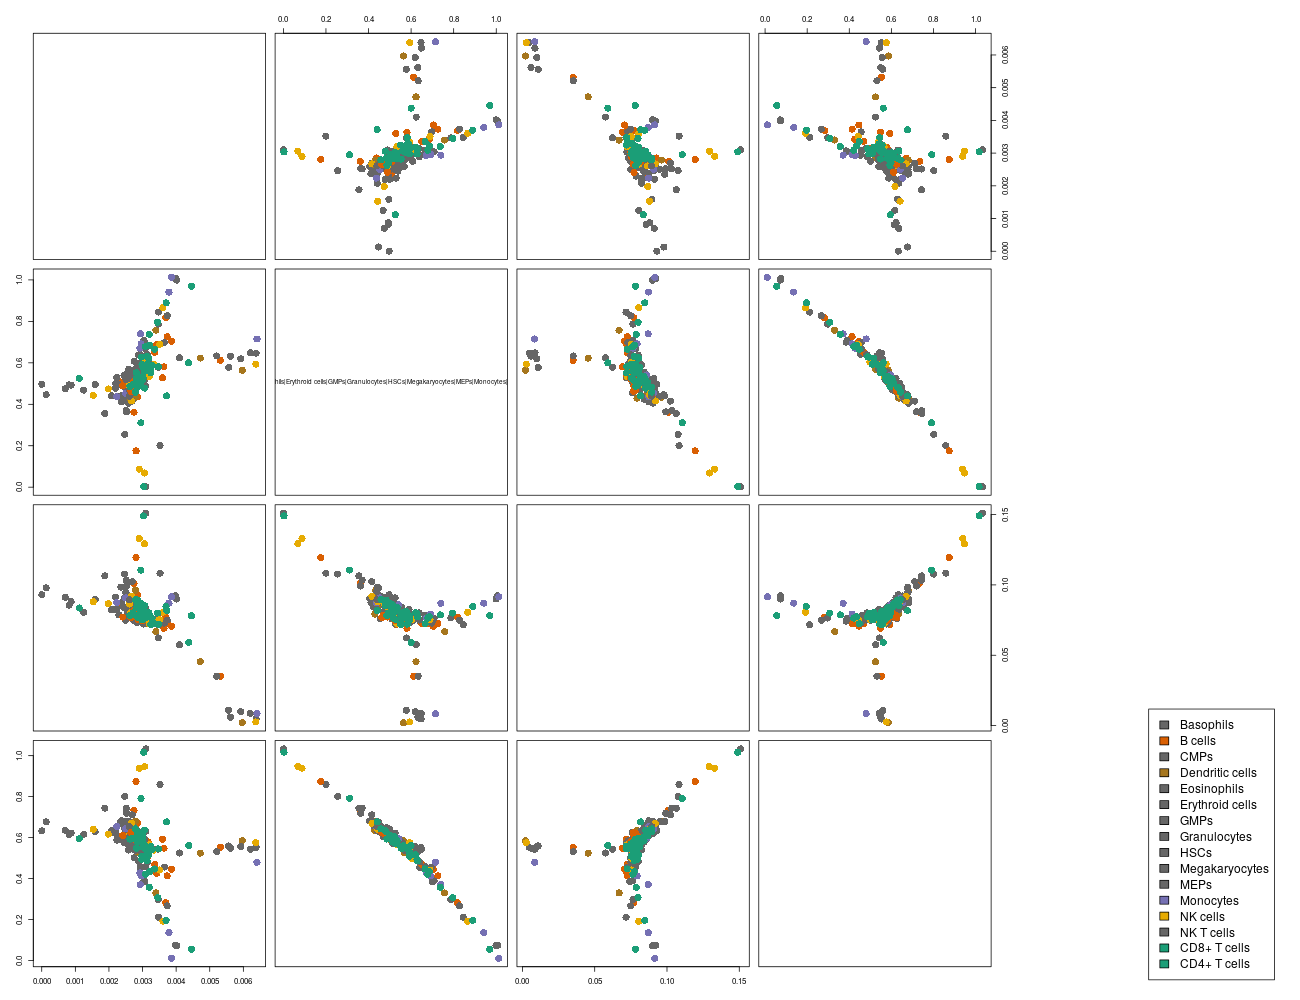 0.0 0.2 0.4 0.6 0.8 1.0
0.0 0.2 0.4 0.6 0.8 1.0
0.000 0.001 0.002 0.003 0.004 0.005 0.006
0.0 0.2 0.4 0.6 0.8 1.0
hils|Erythroid cells|GMPs|Granulocytes|HSCs|Megakaryocytes|MEPs|Monocytes|
0.00 0.05 0.10 0.15
0.0 0.2 0.4 0.6 0.8 1.0
0.000 0.001 0.002 0.003 0.004 0.005 0.006
0.00 0.05 0.10 0.15
Basophils
B cells
CMPs
Dendritic cells
Eosinophils
Erythroid cells
GMPs
Granulocytes
HSCs
Megakaryocytes
MEPs
Monocytes
NK cells
NK T cells
CD8+ T cells
CD4+ T cells